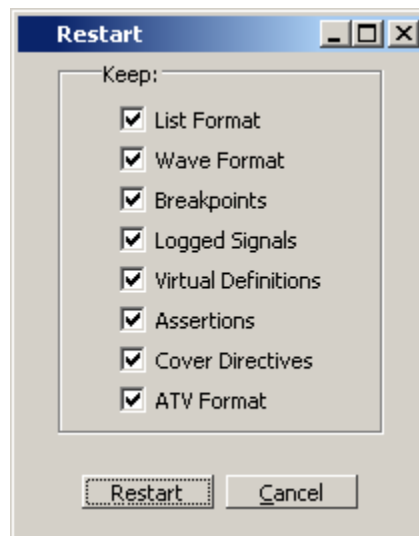 Restart
Keep:
List Format
Wave Format
Breakpoints
Logged Signals
Virtual Definitions
Assertions
Cover Directives
ATV Format
Restart Cancel